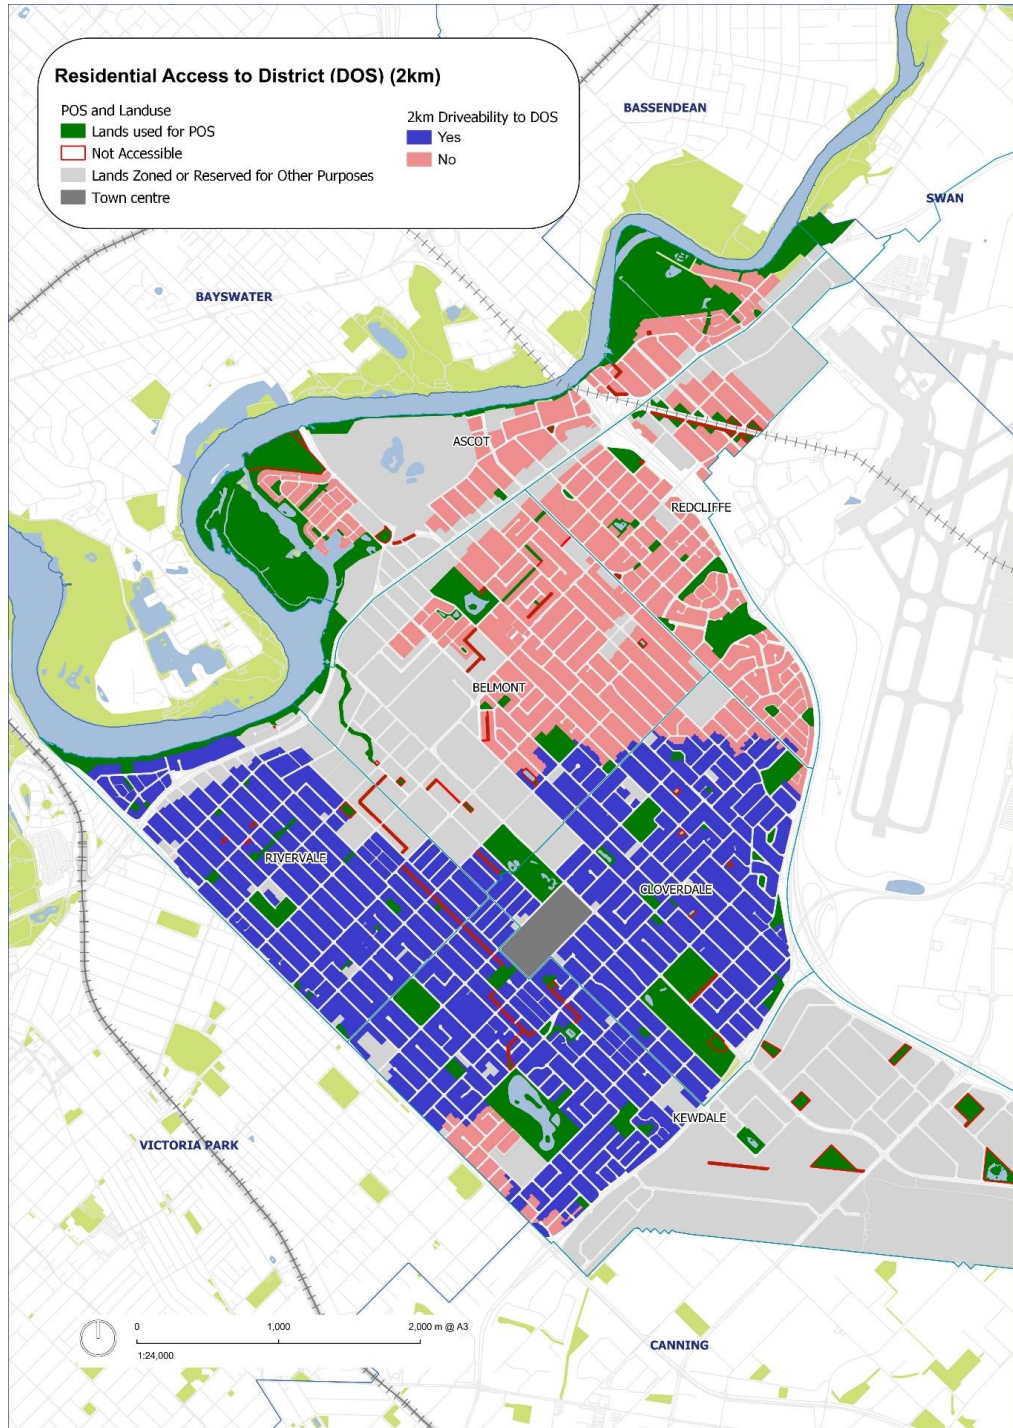 Residential Access to District (DOS) (2km)
POS and Landuse
Lands used for POS
Not Accessible
Lands Zoned or Reserved for Other Purposes
Town centre
2km Driveability to DOS
Yes
No
BASSENDEAN
SWAN
BAYSWATER
ASCOT
REDCLIFFE
BELMONT
RIVERVALE
CLOVERDALE
KEWDALE
VICTORIA PARK
CANNING
0 1,000 2,000 m @ A3
1:24,000